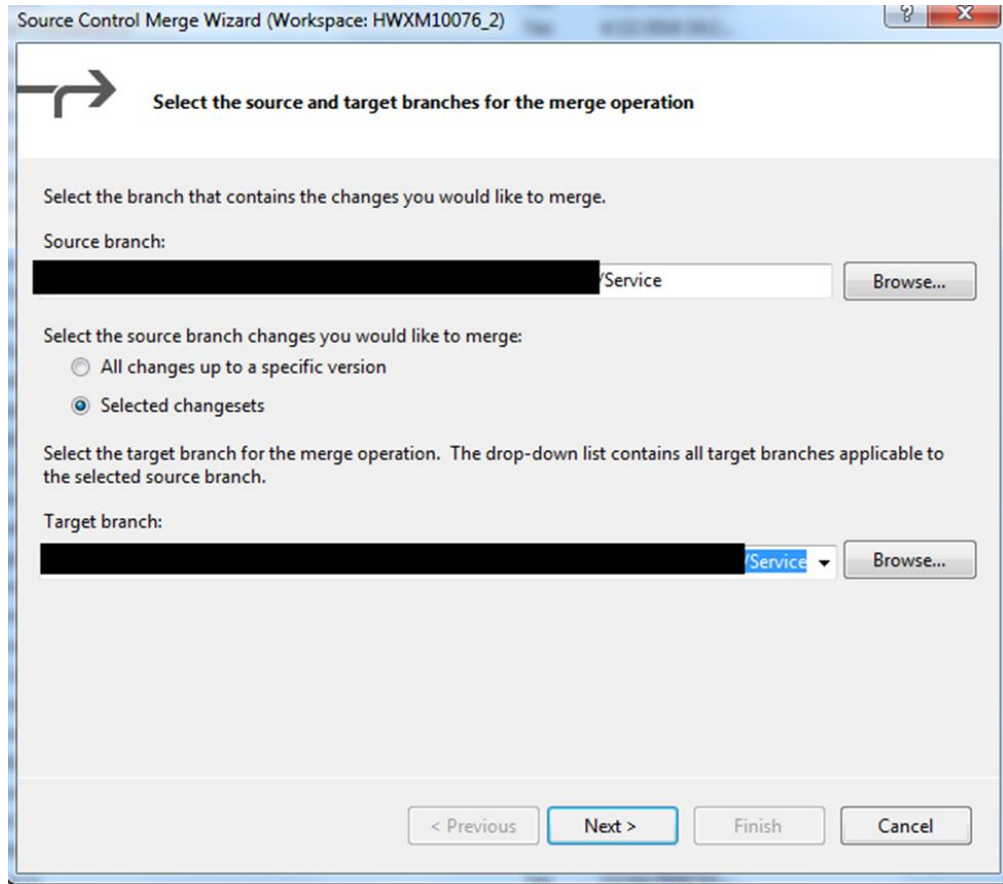 Source Control Merge Wizard (Workspace: HWXM10076_2)
Select the source and target branches for the merge operation
Select the branch that contains the changes you would like to merge.
Source branch:
/Service
Browse...
Select the source branch changes you would like to merge:
All changes up to a specific version
Selected changesets
Select the target branch for the merge operation. The drop-down list contains all target branches applicable to
the selected source branch.
Target branch:
/Service
Browse...
< Previous
Next >
Finish
Cancel